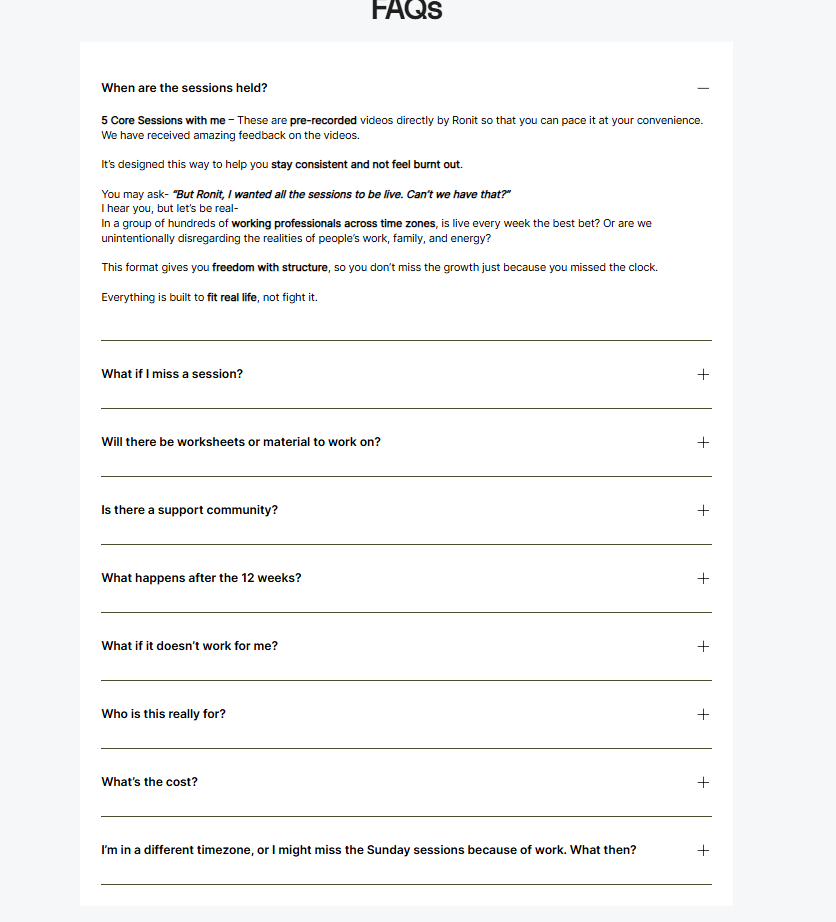 FAQs
When are the sessions held?
5 Core Sessions with me – These are pre-recorded videos directly by Ronit so that you can pace it at your convenience.
We have received amazing feedback on the videos.
It’s designed this way to help you stay consistent and not feel burnt out.
You may ask- “But Ronit, I wanted all the sessions to be live. Can’t we have that?”
I hear you, but let’s be real-
In a group of hundreds of working professionals across time zones, is live every week the best bet? Or are we
unintentionally disregarding the realities of people’s work, family, and energy?
This format gives you freedom with structure, so you don’t miss the growth just because you missed the clock.
Everything is built to fit real life, not fight it.
What if I miss a session?
Will there be worksheets or material to work on?
Is there a support community?
What happens after the 12 weeks?
What if it doesn’t work for me?
Who is this really for?
What’s the cost?
I’m in a different timezone, or I might miss the Sunday sessions because of work. What then?